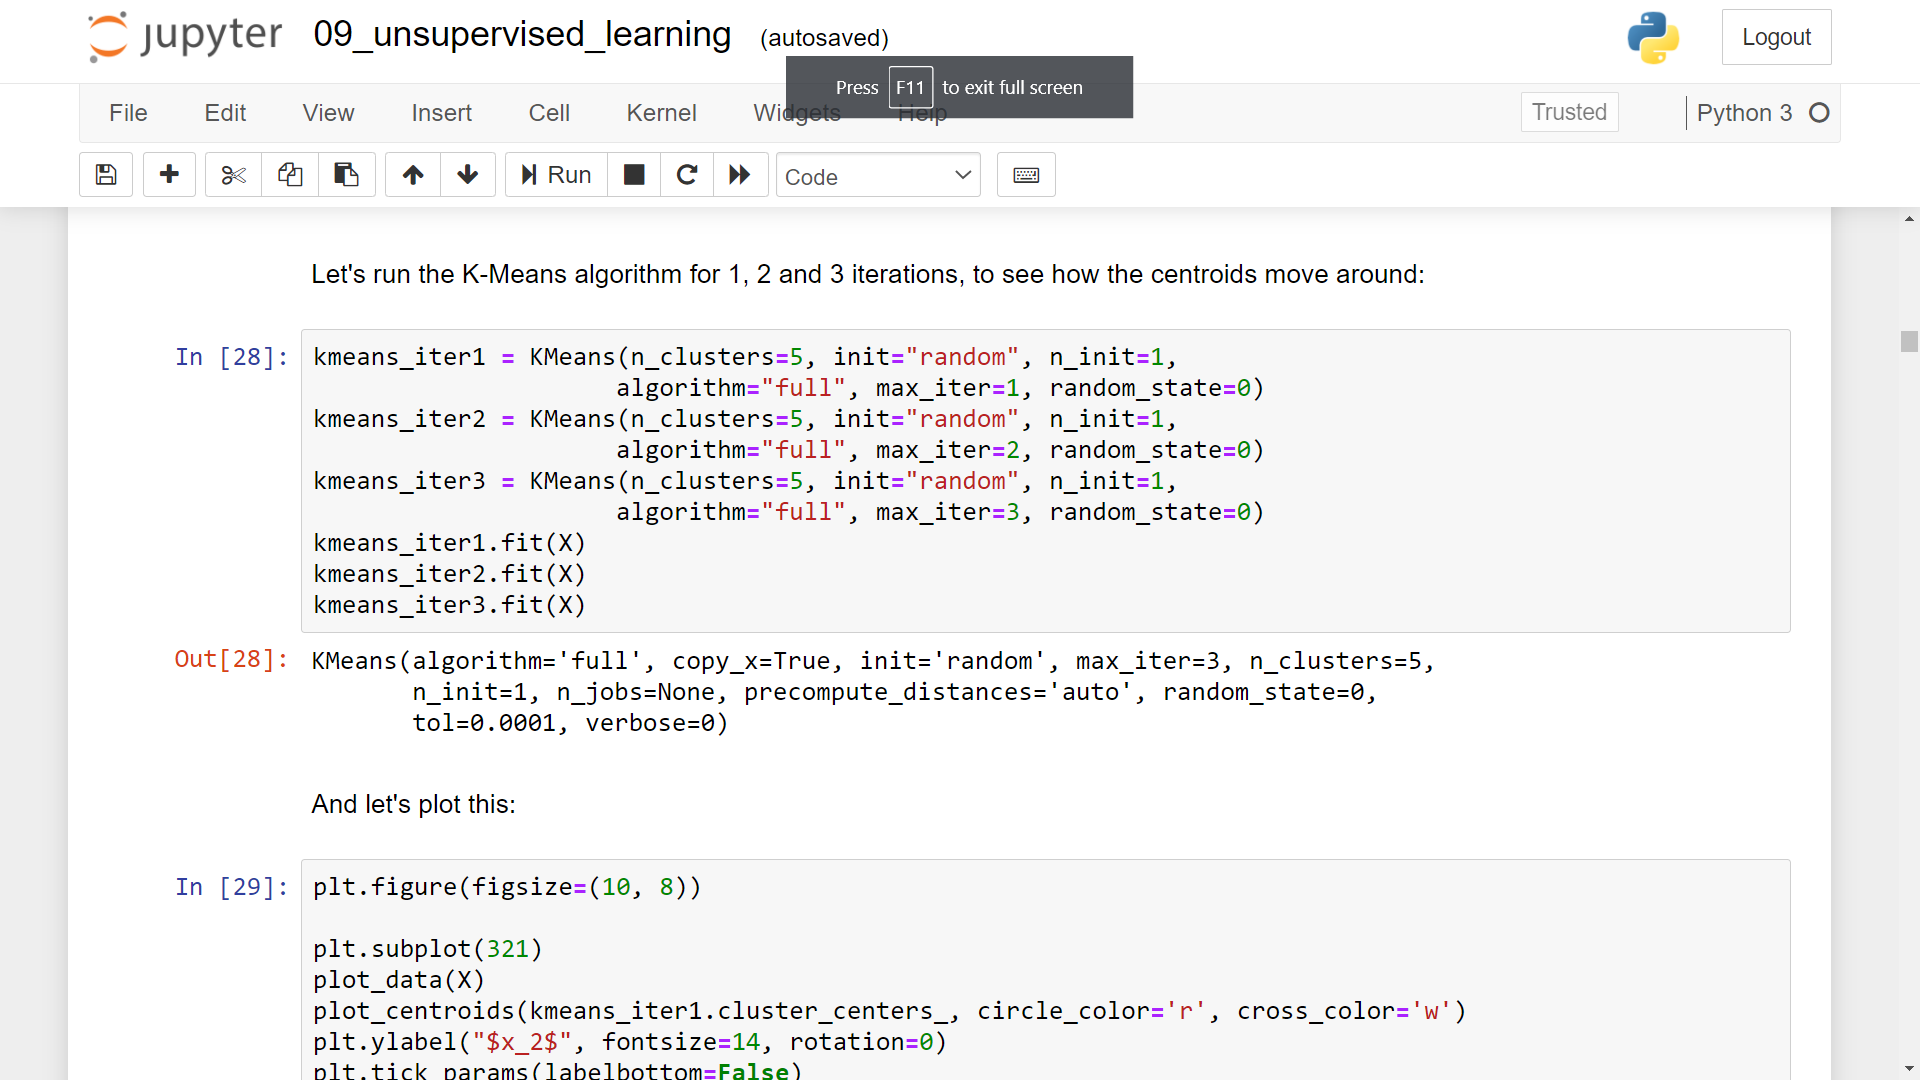 jupyter 09_unsupervised_learning (autosaved) Logout
Press F11 to exit full screen
File Edit View Insert Cell Kernel Widgets Help Trusted Python 3
Run Code
Let's run the K-Means algorithm for 1, 2 and 3 iterations, to see how the centroids move around:
In [28]: kmeans_iter1 = KMeans(n_clusters=5, init="random", n_init=1,
algorithm="full", max_iter=1, random_state=0)
kmeans_iter2 = KMeans(n_clusters=5, init="random", n_init=1,
algorithm="full", max_iter=2, random_state=0)
kmeans_iter3 = KMeans(n_clusters=5, init="random", n_init=1,
algorithm="full", max_iter=3, random_state=0)
kmeans_iter1.fit(X)
kmeans_iter2.fit(X)
kmeans_iter3.fit(X)
Out[28]: KMeans(algorithm='full', copy_x=True, init='random', max_iter=3, n_clusters=5,
n_init=1, n_jobs=None, precompute_distances='auto', random_state=0,
tol=0.0001, verbose=0)
And let's plot this:
In [29]: plt.figure(figsize=(10, 8))
plt.subplot(321)
plot_data(X)
plot_centroids(kmeans_iter1.cluster_centers_, circle_color='r', cross_color='w')
plt.ylabel("$x_2$", fontsize=14, rotation=0)
plt.tick_params(labelbottom=False)